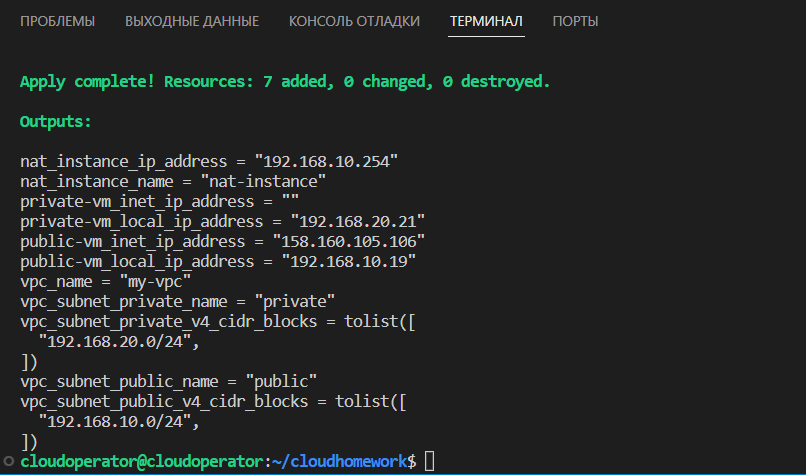 ПРОБЛЕМЫ ВЫХОДНЫЕ ДАННЫЕ КОНСОЛЬ ОТЛАДКИ ТЕРМИНАЛ ПОРТЫ
Apply complete! Resources: 7 added, 0 changed, 0 destroyed.
Outputs:
nat_instance_ip_address = "192.168.10.254"
nat_instance_name = "nat-instance"
private-vm_inet_ip_address = ""
private-vm_local_ip_address = "192.168.20.21"
public-vm_inet_ip_address = "158.160.105.106"
public-vm_local_ip_address = "192.168.10.19"
vpc_name = "my-vpc"
vpc_subnet_private_name = "private"
vpc_subnet_private_v4_cidr_blocks = tolist([
  "192.168.20.0/24",
])
vpc_subnet_public_name = "public"
vpc_subnet_public_v4_cidr_blocks = tolist([
  "192.168.10.0/24",
])
cloudoperator@cloudoperator:~/cloudhomework$